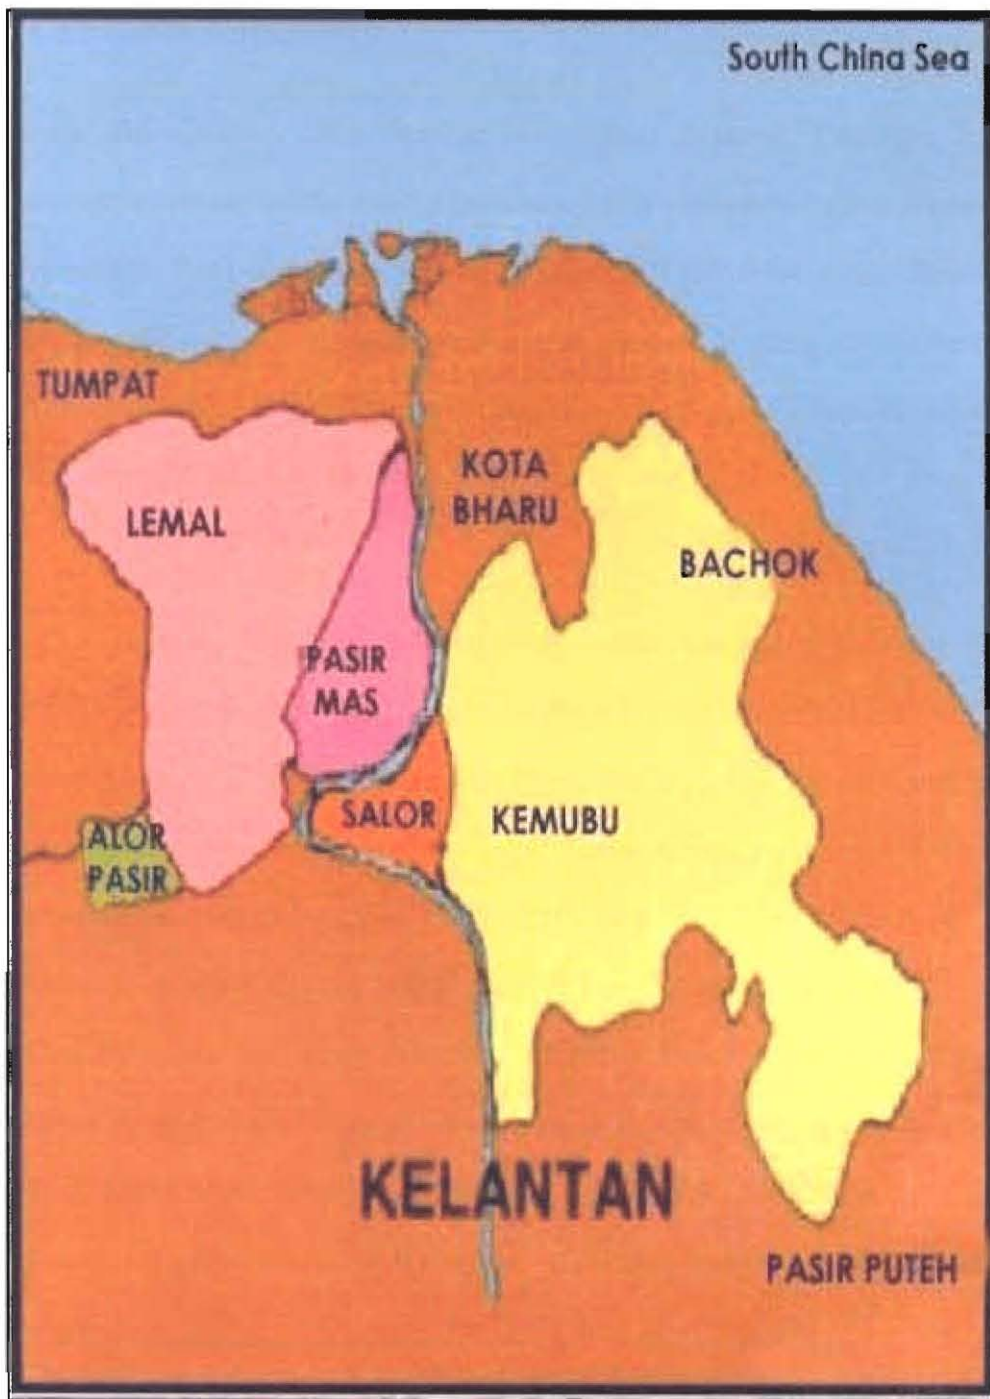 South China Sea
TUMPAT
KOTA
BHARU
LEMAL
BACHOK
PASIR
MAS
SALOR
KEMUBU
ALOR
PASIR
KELANTAN
PASIR PUTEH